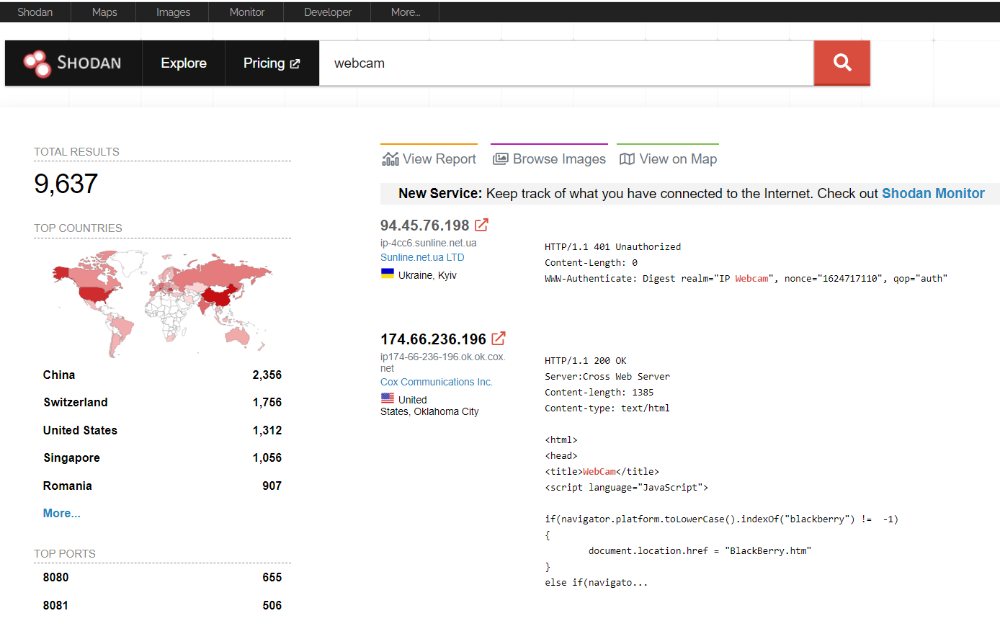 Shodan Maps Images Monitor Developer More...
SHODAN Explore Pricing webcam
TOTAL RESULTS
9,637
TOP COUNTRIES
China 2,356
Switzerland 1,756
United States 1,312
Singapore 1,056
Romania 907
More...
TOP PORTS
8080 655
8081 506
View Report Browse Images View on Map
New Service: Keep track of what you have connected to the Internet. Check out Shodan Monitor
94.45.76.198
ip-4cc6.sunline.net.ua
Sunline.net.ua LTD
Ukraine, Kyiv
HTTP/1.1 401 Unauthorized
Content-Length: 0
WWW-Authenticate: Digest realm="IP Webcam", nonce="1624717110", qop="auth"
174.66.236.196
ip174-66-236-196.ok.ok.cox.
net
Cox Communications Inc.
United
States, Oklahoma City
HTTP/1.1 200 OK
Server:Cross Web Server
Content-length: 1385
Content-type: text/html
<html>
<head>
<title>WebCam</title>
<script language="JavaScript">
if(navigator.platform.toLowerCase().indexOf("blackberry") !=  -1)
{
document.location.href = "BlackBerry.htm"
}
else if(navigato...